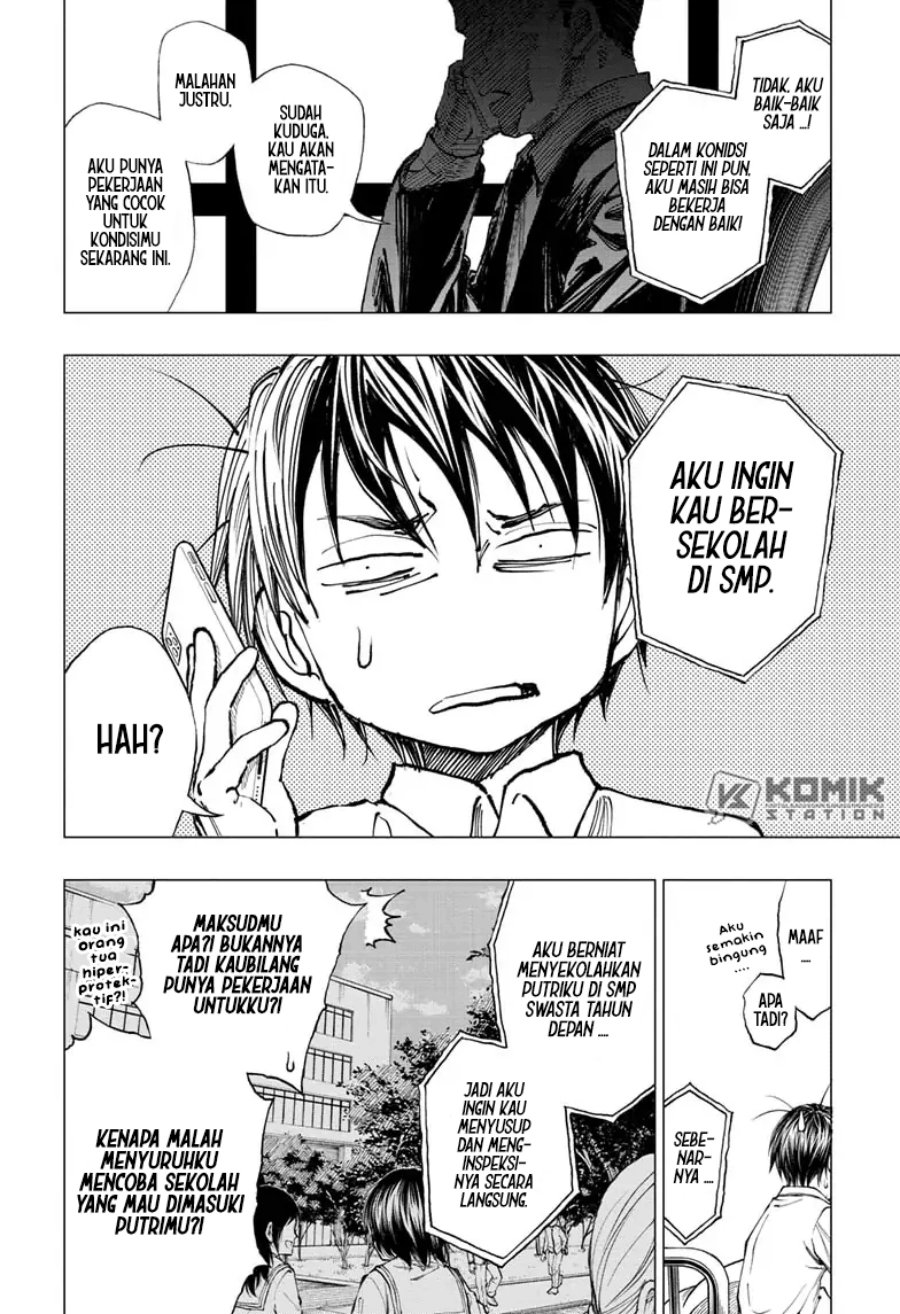 TIDAK, AKU
BAIK-BAIK
SAJA ...!
DALAM KONIDSI
SEPERTI INI PUN,
AKU MASIH BISA
BEKERJA
DENGAN BAIK!
SUDAH
KUDUGA,
KAU AKAN
MENGATA-
KAN ITU.
MALAHAN
JUSTRU,
AKU PUNYA
PEKERJAAN
YANG COCOK
UNTUK
KONDISIMU
SEKARANG INI.
AKU INGIN
KAU BER-
SEKOLAH
DI SMP.
HAH?
KOMIK
STATION
MAAF
....
Aku
semakin
bingung
....
APA
TADI?
SEBE-
NAR-
NYA ....
AKU BERNIAT
MENYEKOLAHKAN
PUTRIKU DI SMP
SWASTA TAHUN
DEPAN ....
JADI AKU
INGIN KAU
MENYUSUP
DAN MENG-
INSPEKSI-
NYA SECARA
LANGSUNG.
MAKSUDMU
APA?! BUKANNYA
TADI KAUBILANG
PUNYA PEKERJAAN
UNTUKKU?!
kau ini
orang
tua
hiper-
protek-
tif?!
KENAPA MALAH
MENYURUHKU
MENCOBA SEKOLAH
YANG MAU DIMASUKI
PUTRIMU?!